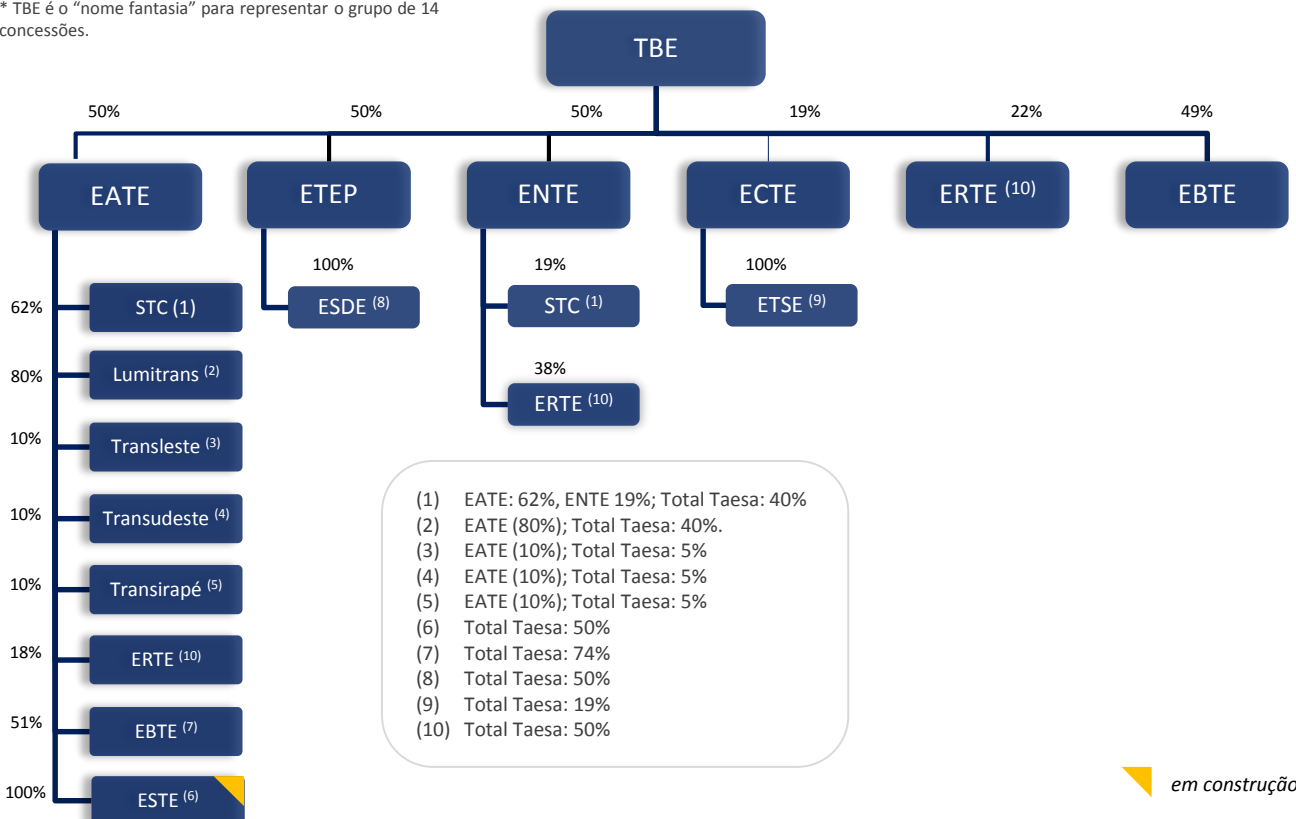 * TBE é o “nome fantasia” para representar o grupo de 14
concessões.
TBE
50%
50%
50%
19%
22%
49%
EATE
ETEP
ENTE
ECTE
ERTE (10)
EBTE
62%
STC (1)
80%
Lumitrans (2)
10%
Transleste (3)
10%
Transudeste (4)
10%
Transirapé (5)
18%
ERTE (10)
51%
EBTE (7)
100%
ESTE (6)
100%
ESDE (8)
19%
STC (1)
38%
ERTE (10)
100%
ETSE (9)
(1) EATE: 62%, ENTE 19%; Total Taesa: 40%
(2) EATE (80%); Total Taesa: 40%.
(3) EATE (10%); Total Taesa: 5%
(4) EATE (10%); Total Taesa: 5%
(5) EATE (10%); Total Taesa: 5%
(6) Total Taesa: 50%
(7) Total Taesa: 74%
(8) Total Taesa: 50%
(9) Total Taesa: 19%
(10) Total Taesa: 50%
em construção